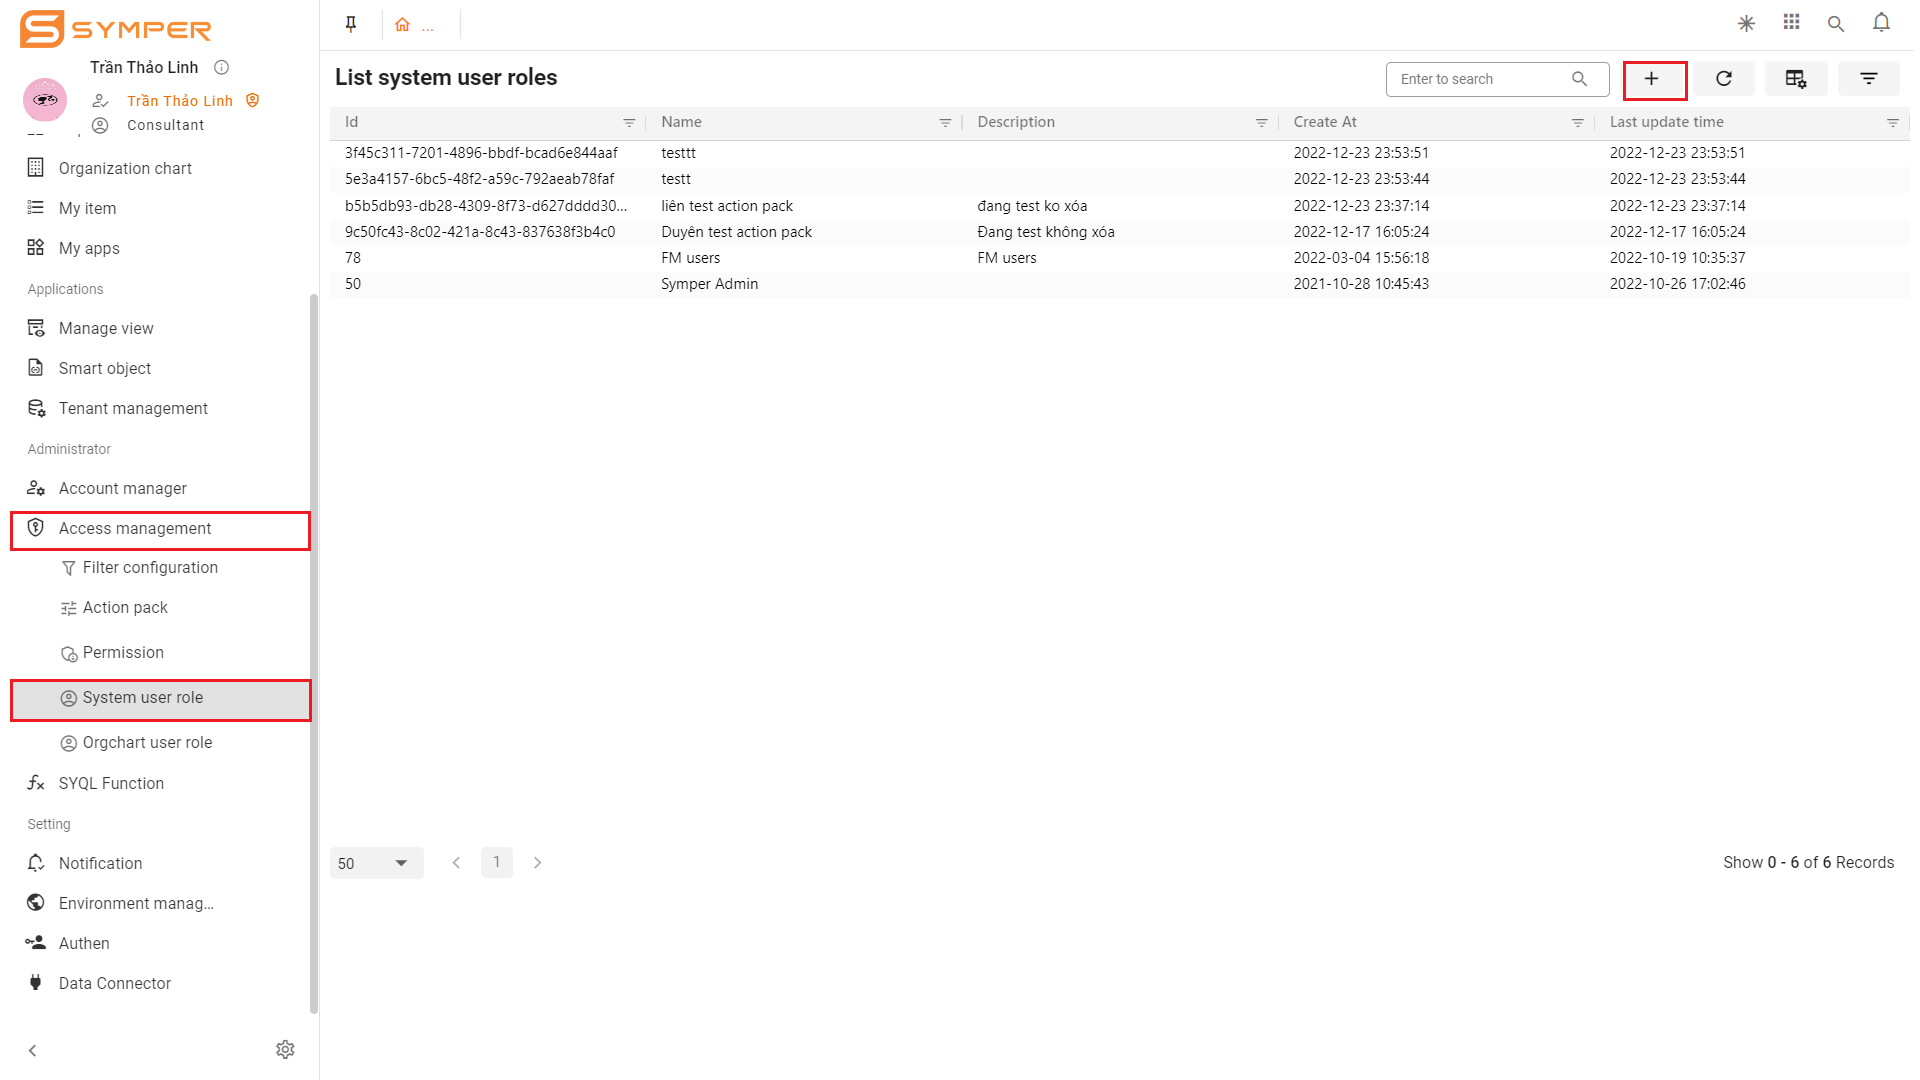 SYMPER
Trần Thảo Linh
Trần Thảo Linh
Consultant
Organization chart
My item
My apps
Applications
Manage view
Smart object
Tenant management
Administrator
Account manager
Access management
Filter configuration
Action pack
Permission
System user role
Orgchart user role
SYQL Function
Setting
Notification
Environment manag...
Authen
Data Connector
...
List system user roles
Enter to search
Id Name Description Create At Last update time
3f45c311-7201-4896-bbdf-bcad6e844aaf testtt 2022-12-23 23:53:51 2022-12-23 23:53:51
5e3a4157-6bc5-48f2-a59c-792aeab78faf testt 2022-12-23 23:53:44 2022-12-23 23:53:44
b5b5db93-db28-4309-8f73-d627dddd30... liên test action pack đang test ko xóa 2022-12-23 23:37:14 2022-12-23 23:37:14
9c50fc43-8c02-421a-8c43-837638f3b4c0 Duyên test action pack Đang test không xóa 2022-12-17 16:05:24 2022-12-17 16:05:24
78 FM users FM users 2022-03-04 15:56:18 2022-10-19 10:35:37
50 Symper Admin 2021-10-28 10:45:43 2022-10-26 17:02:46
50 1 Show 0 - 6 of 6 Records